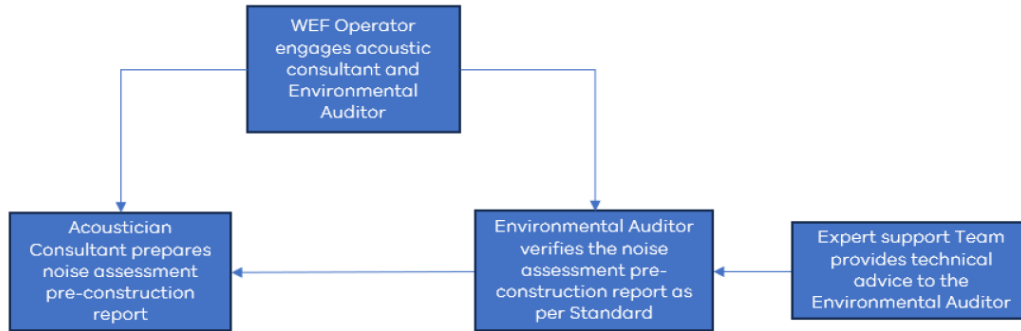 WEF Operator
engages acoustic
consultant and
Environmental
Auditor
Acoustician
Consultant prepares
noise assessment
pre-construction
report
Environmental Auditor
verifies the noise
assessment pre-
construction report as
per Standard
Expert support Team
provides technical
advice to the
Environmental Auditor